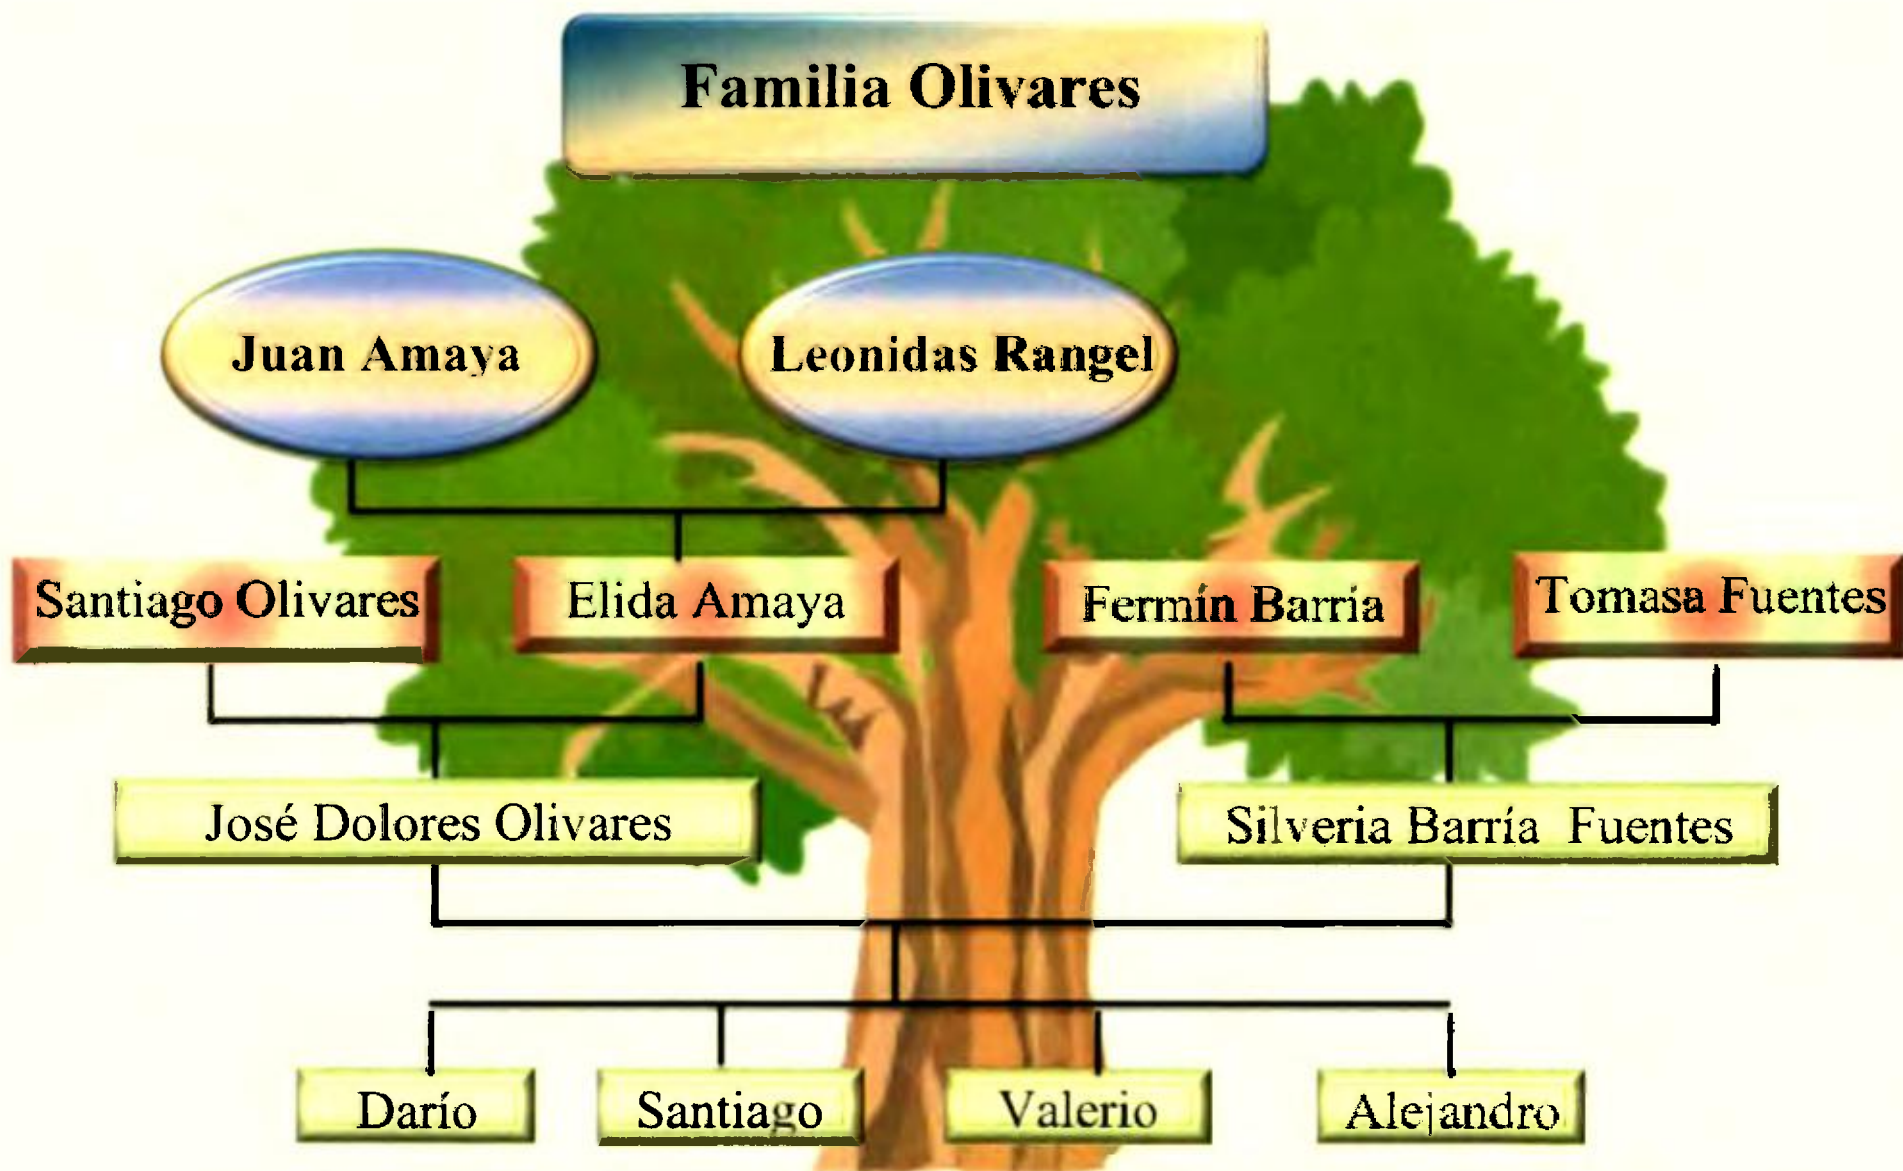 Familia Olivares
Juan Amaya
Leonidas Rangel
Santiago Olivares
Elida Amaya
Fermín Barría
Tomasa Fuentes
José Dolores Olivares
Silveria Barría Fuentes
Darío
Santiago
Valerio
Alejandro